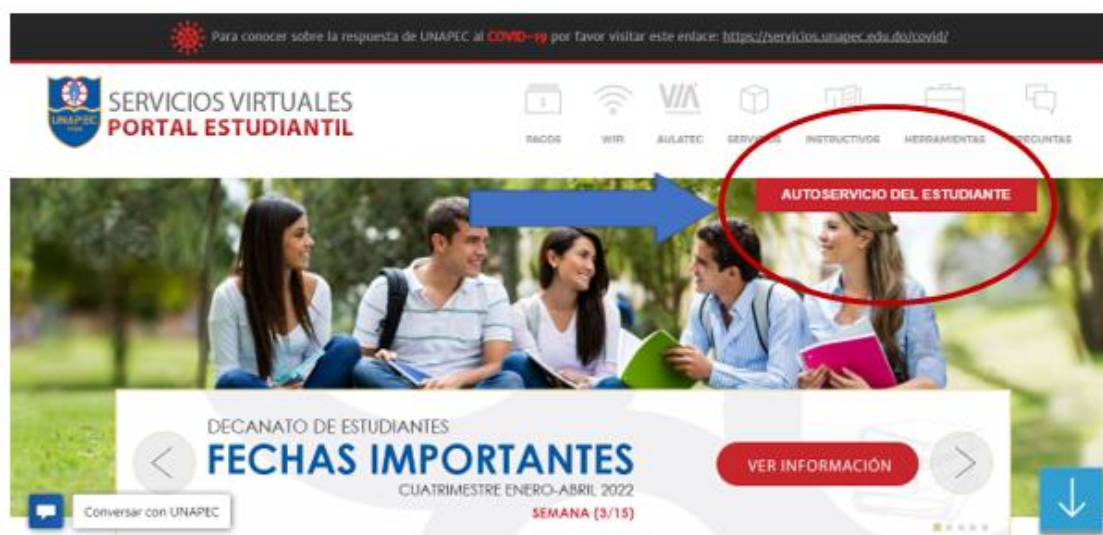 Para conocer sobre la respuesta de UNAPEC al COVID-19 por favor visitar este enlace: https://servicios.unapec.edu.do/covid/
UNAPEC
SERVICIOS VIRTUALES
PORTAL ESTUDIANTIL
VIA
PAGOS WIFI AULATEC SERVICIOS INSTRUCTIVOS HERRAMIENTAS PREGUNTAS
AUTOSERVICIO DEL ESTUDIANTE
DECANATO DE ESTUDIANTES
FECHAS IMPORTANTES
CUATRIMESTRE ENERO-ABRIL 2022
SEMANA (3/15)
VER INFORMACIÓN
Conversar con UNAPEC